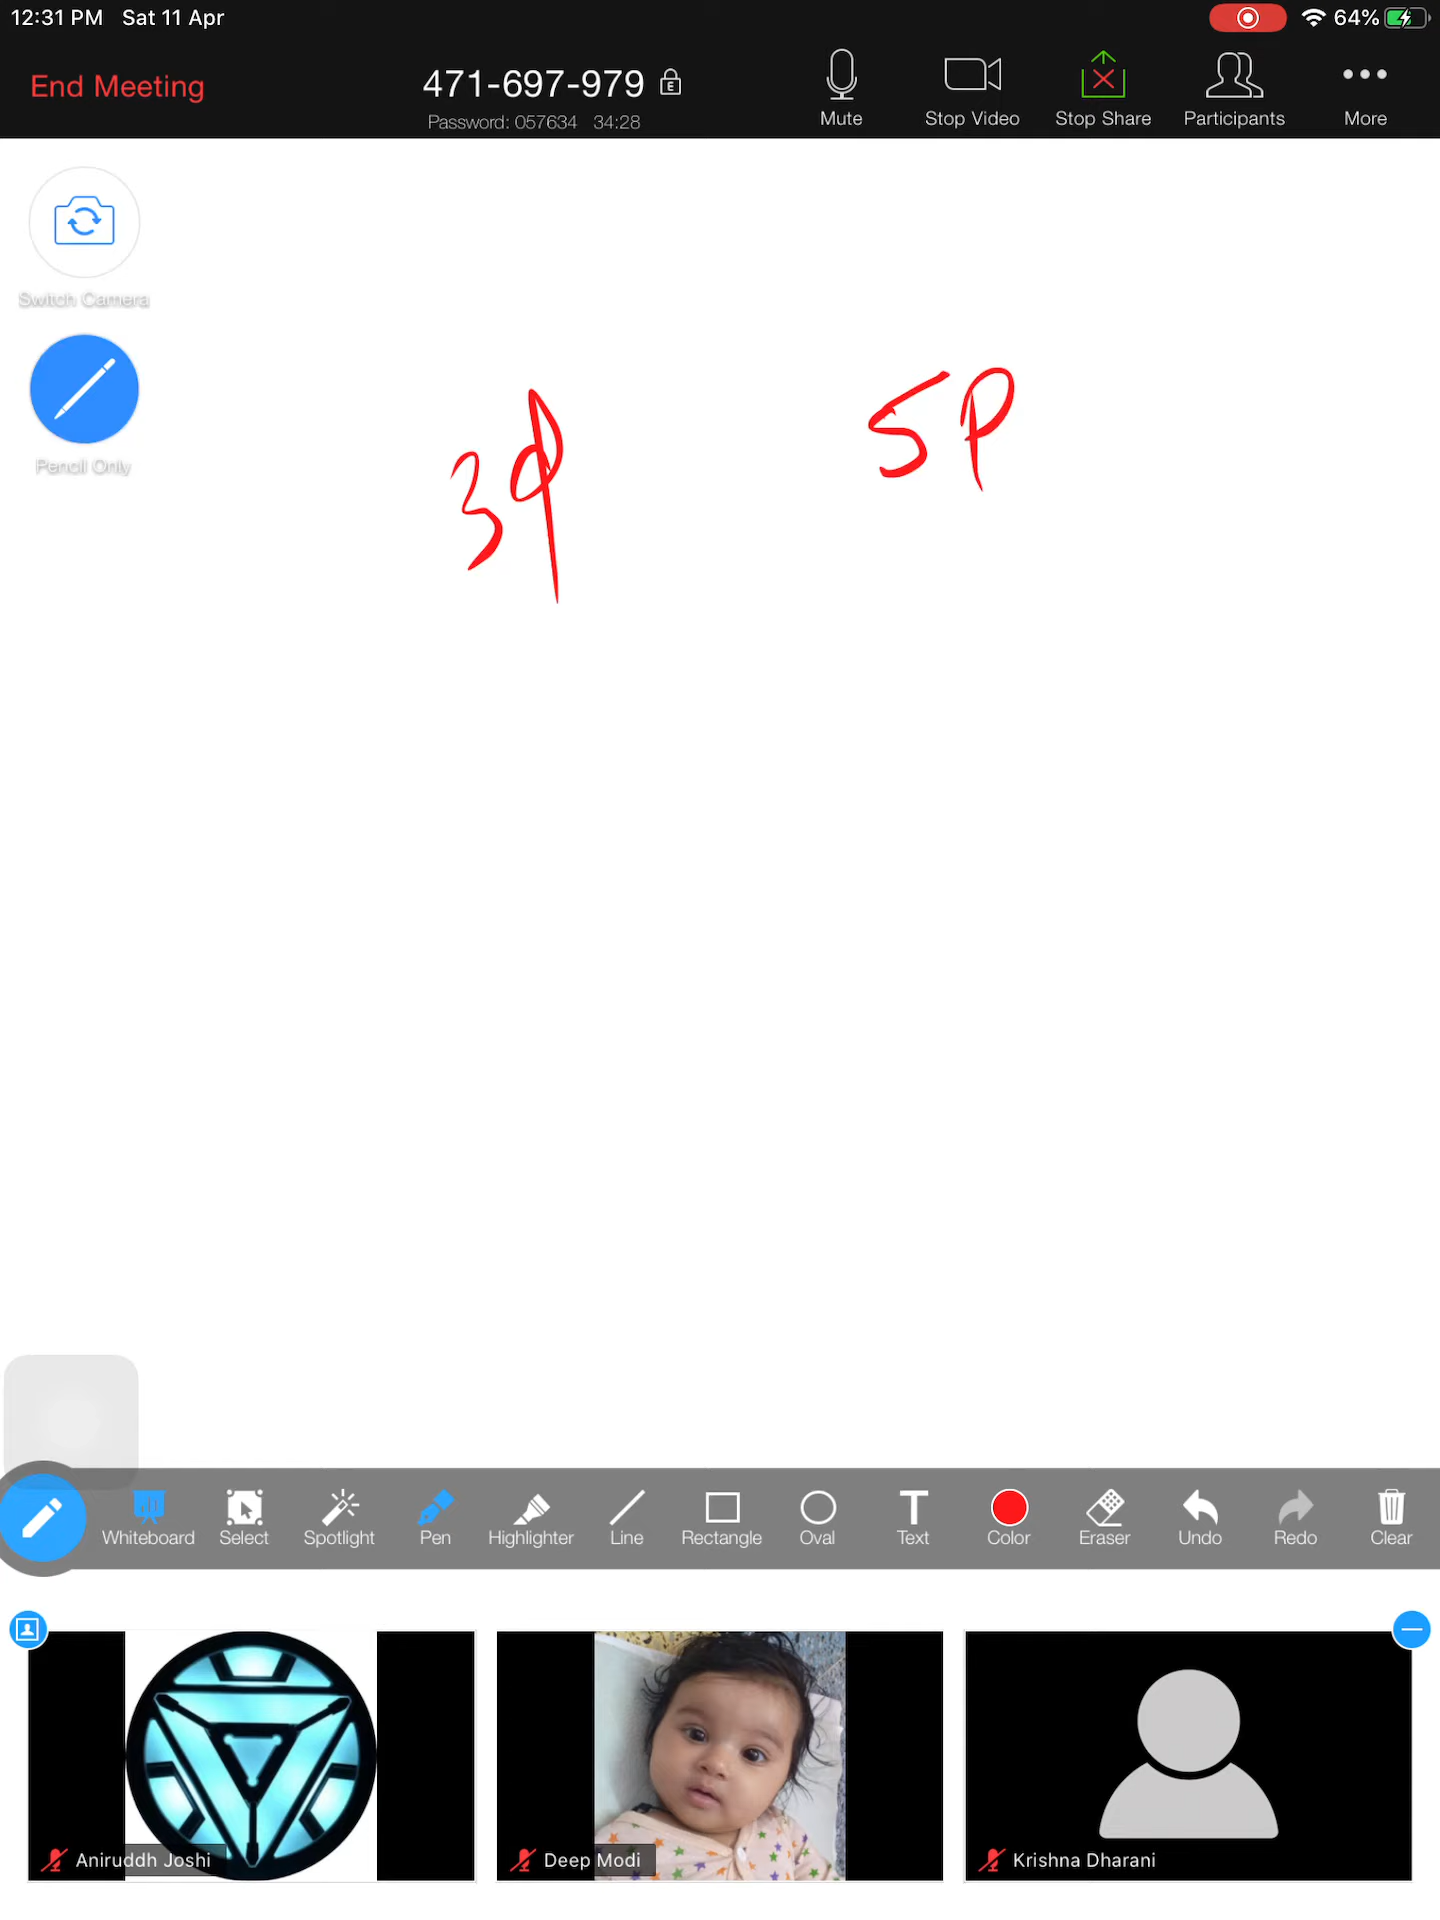 12:31 PM Sat 11 Apr 64%
End Meeting 471-697-979 Mute Stop Video Stop Share Participants More
Password: 057634 34:28
Switch Camera
Pencil Only
5P
Whiteboard Select Spotlight Pen Highlighter Line Rectangle Oval Text Color Eraser Undo Redo Clear
Aniruddh Joshi Deep Modi Krishna Dharani